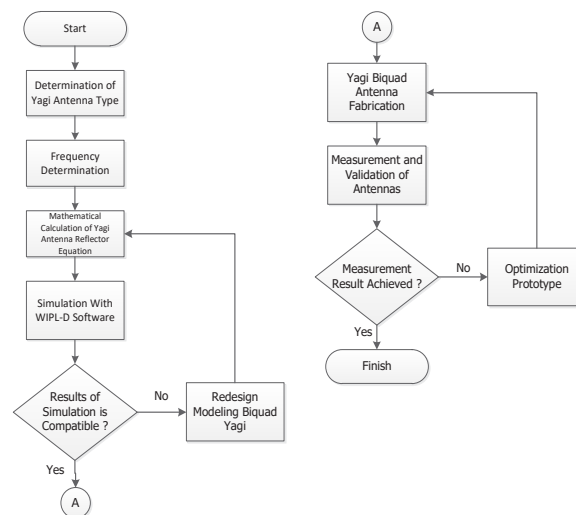 Start
Determination of
Yagi Antenna Type
Frequency
Determination
Mathematical
Calculation of Yagi
Antenna Reflector
Equation
Simulation With
WIPL-D Software
Results of
Simulation is
Compatible ?
No
Redesign
Modeling Biquad
Yagi
Yes
A
A
Yagi Biquad
Antenna
Fabrication
Measurement and
Validation of
Antennas
Measurement
Result Achieved ?
No
Optimization
Prototype
Yes
Finish